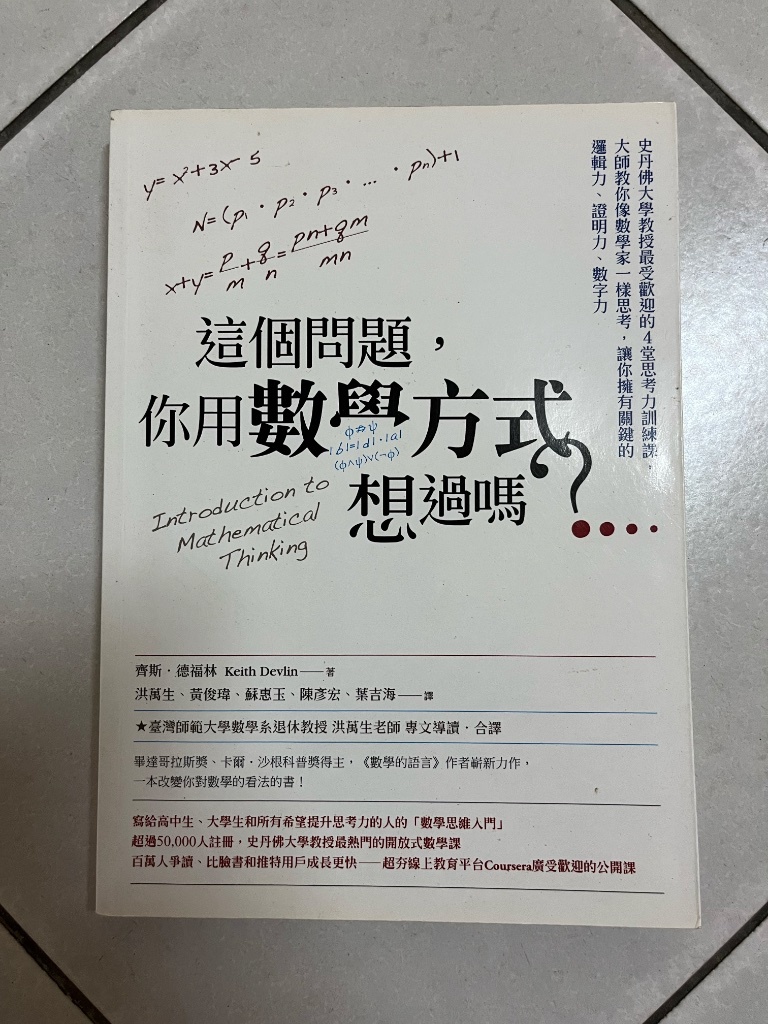 史丹佛大學教授最受歡迎的4堂思考力訓練課，
大師教你像數學家一樣思考，讓你擁有關鍵的
邏輯力、證明力、數字力
y=x²+3x-5
N=(p₁·p₂·p₃·...·pₙ)+1
x+y=p/m+q/n=pn+qm/mn
這個問題，
你用數學方式
φ⇏ψ
|b|=|d|·|a|
(φ∧ψ)∨(¬φ)
想過嗎?
Introduction to
Mathematical
Thinking
齊斯·德福林 Keith Devlin——著
洪萬生、黃俊瑋、蘇惠玉、陳彥宏、葉吉海——譯
★臺灣師範大學數學系退休教授 洪萬生老師 專文導讀·合譯
畢達哥拉斯獎、卡爾·沙根科普獎得主，《數學的語言》作者嶄新力作，
一本改變你對數學的看法的書！
寫給高中生、大學生和所有希望提升思考力的人的「數學思維入門」
超過50,000人註冊，史丹佛大學教授最熱門的開放式數學課
百萬人爭讀、比臉書和推特用戶成長更快——超夯線上教育平台Coursera廣受歡迎的公開課